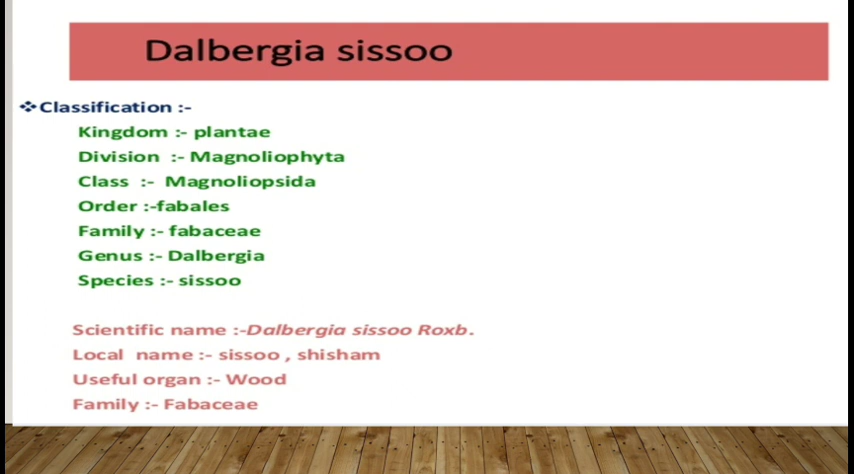 Dalbergia sissoo
❖Classification :-
Kingdom :- plantae
Division :- Magnoliophyta
Class :- Magnoliopsida
Order :-fabales
Family :- fabaceae
Genus :- Dalbergia
Species :- sissoo
Scientific name :-Dalbergia sissoo Roxb.
Local name :- sissoo , shisham
Useful organ :- Wood
Family :- Fabaceae